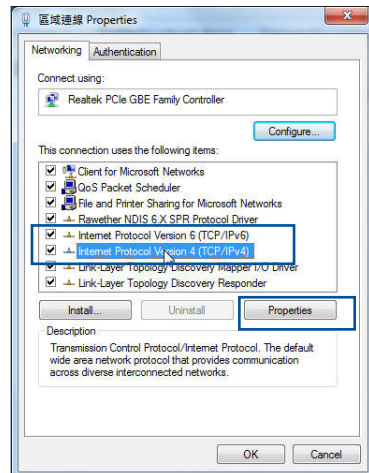 區域連線 Properties
Networking Authentication
Connect using:
Realtek PCIe GBE Family Controller
Configure...
This connection uses the following items:
Client for Microsoft Networks
QoS Packet Scheduler
File and Printer Sharing for Microsoft Networks
Rawether NDIS 6.X SPR Protocol Driver
Internet Protocol Version 6 (TCP/IPv6)
Internet Protocol Version 4 (TCP/IPv4)
Link-Layer Topology Discovery Mapper I/O Driver
Link-Layer Topology Discovery Responder
Install... Uninstall Properties
Description
Transmission Control Protocol/Internet Protocol. The default
wide area network protocol that provides communication
across diverse interconnected networks.
OK Cancel